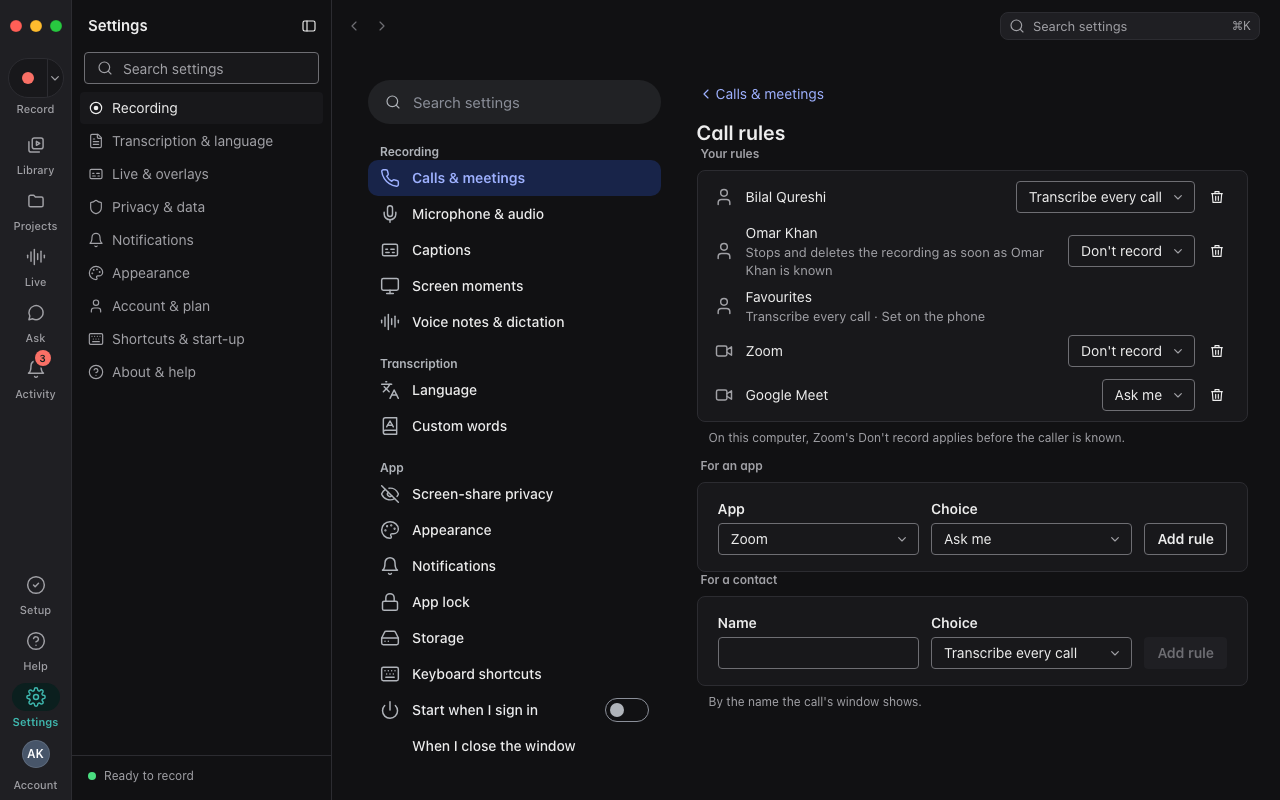 Settings
Search settings
Search settings ⌘K
Record
Library
Projects
Live
Ask
3
Activity
Setup
Help
Settings
AK
Account
Recording
Transcription & language
Live & overlays
Privacy & data
Notifications
Appearance
Account & plan
Shortcuts & start-up
About & help
Ready to record
Search settings
Recording
Calls & meetings
Microphone & audio
Captions
Screen moments
Voice notes & dictation
Transcription
Language
Custom words
App
Screen-share privacy
Appearance
Notifications
App lock
Storage
Keyboard shortcuts
Start when I sign in
When I close the window
Calls & meetings
Call rules
Your rules
Bilal Qureshi Transcribe every call
Omar Khan
Stops and deletes the recording as soon as Omar
Khan is known
Don't record
Favourites
Transcribe every call · Set on the phone
Zoom Don't record
Google Meet Ask me
On this computer, Zoom's Don't record applies before the caller is known.
For an app
App Choice
Zoom Ask me Add rule
For a contact
Name Choice
Transcribe every call Add rule
By the name the call's window shows.